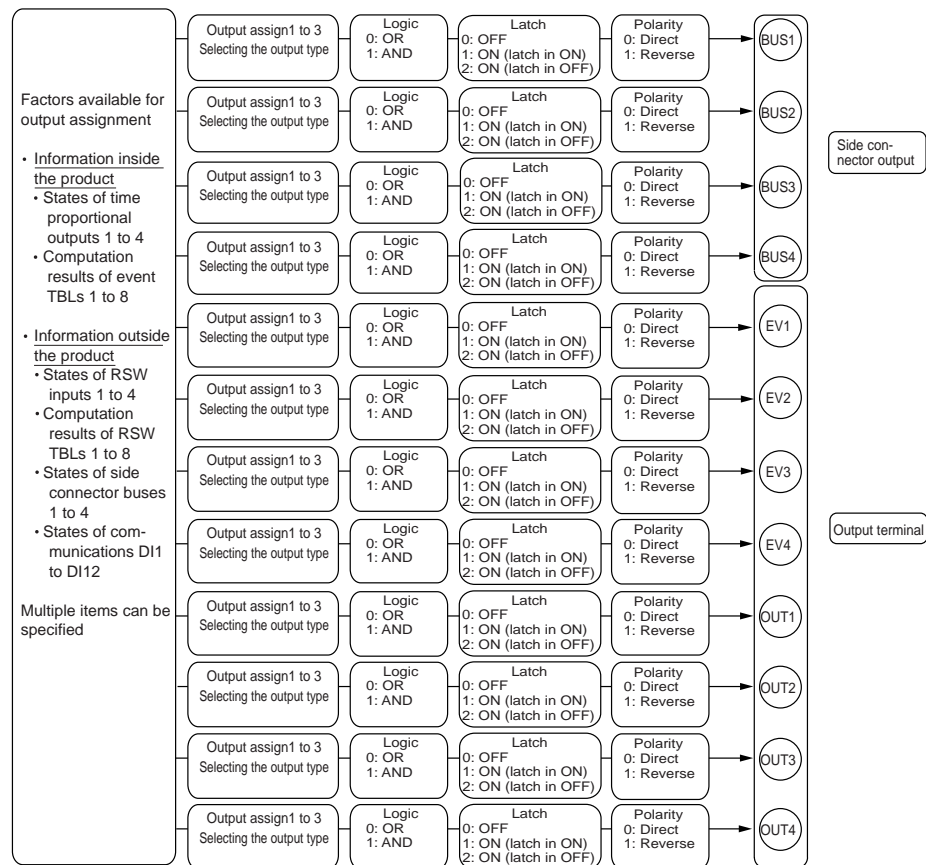 Factors available for
output assignment
• Information inside
the product
• States of time
proportional
outputs 1 to 4
• Computation
results of event
TBLs 1 to 8
• Information outside
the product
• States of RSW
inputs 1 to 4
• Computation
results of RSW
TBLs 1 to 8
• States of side
connector buses
1 to 4
• States of com-
munications DI1
to DI12
Multiple items can be
specified
Output assign1 to 3
Selecting the output type
Logic
0: OR
1: AND
Latch
0: OFF
1: ON (latch in ON)
2: ON (latch in OFF)
Polarity
0: Direct
1: Reverse
BUS1
Output assign1 to 3
Selecting the output type
Logic
0: OR
1: AND
Latch
0: OFF
1: ON (latch in ON)
2: ON (latch in OFF)
Polarity
0: Direct
1: Reverse
BUS2
Output assign1 to 3
Selecting the output type
Logic
0: OR
1: AND
Latch
0: OFF
1: ON (latch in ON)
2: ON (latch in OFF)
Polarity
0: Direct
1: Reverse
BUS3
Output assign1 to 3
Selecting the output type
Logic
0: OR
1: AND
Latch
0: OFF
1: ON (latch in ON)
2: ON (latch in OFF)
Polarity
0: Direct
1: Reverse
BUS4
Side con-
nector output
Output assign1 to 3
Selecting the output type
Logic
0: OR
1: AND
Latch
0: OFF
1: ON (latch in ON)
2: ON (latch in OFF)
Polarity
0: Direct
1: Reverse
EV1
Output assign1 to 3
Selecting the output type
Logic
0: OR
1: AND
Latch
0: OFF
1: ON (latch in ON)
2: ON (latch in OFF)
Polarity
0: Direct
1: Reverse
EV2
Output assign1 to 3
Selecting the output type
Logic
0: OR
1: AND
Latch
0: OFF
1: ON (latch in ON)
2: ON (latch in OFF)
Polarity
0: Direct
1: Reverse
EV3
Output assign1 to 3
Selecting the output type
Logic
0: OR
1: AND
Latch
0: OFF
1: ON (latch in ON)
2: ON (latch in OFF)
Polarity
0: Direct
1: Reverse
EV4
Output assign1 to 3
Selecting the output type
Logic
0: OR
1: AND
Latch
0: OFF
1: ON (latch in ON)
2: ON (latch in OFF)
Polarity
0: Direct
1: Reverse
OUT1
Output assign1 to 3
Selecting the output type
Logic
0: OR
1: AND
Latch
0: OFF
1: ON (latch in ON)
2: ON (latch in OFF)
Polarity
0: Direct
1: Reverse
OUT2
Output assign1 to 3
Selecting the output type
Logic
0: OR
1: AND
Latch
0: OFF
1: ON (latch in ON)
2: ON (latch in OFF)
Polarity
0: Direct
1: Reverse
OUT3
Output assign1 to 3
Selecting the output type
Logic
0: OR
1: AND
Latch
0: OFF
1: ON (latch in ON)
2: ON (latch in OFF)
Polarity
0: Direct
1: Reverse
OUT4
Output terminal